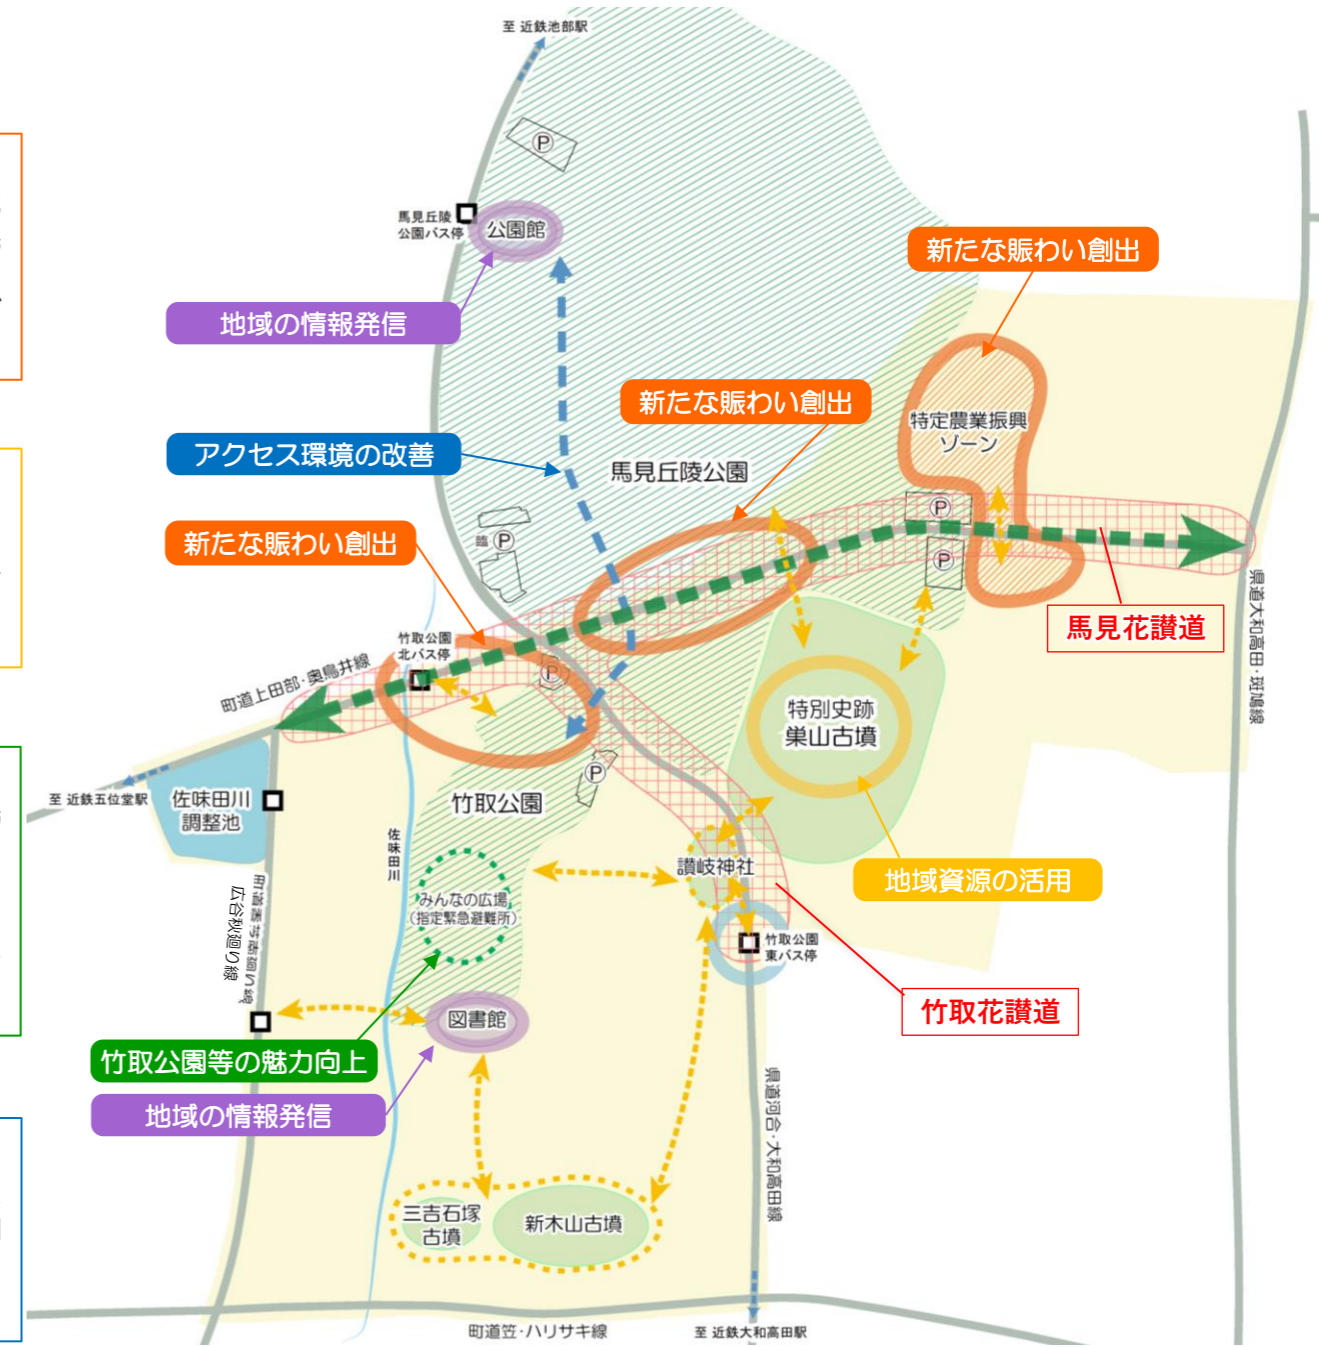 至 近鉄池部駅
Ⓟ
馬見丘陵
公園バス停
公園館
新たな賑わい創出
地域の情報発信
新たな賑わい創出
特定農業振興
ゾーン
アクセス環境の改善
馬見丘陵公園
新たな賑わい創出
臨 Ⓟ
Ⓟ
Ⓟ
馬見花讃道
県道大和高田・斑鳩線
竹取公園
北バス停
町道上田部・奥鳥井線
Ⓟ
特別史跡
巣山古墳
至 近鉄五位堂駅
佐味田川
調整池
竹取公園
Ⓟ
佐味田川
讃岐神社
地域資源の活用
みんなの広場
（指定緊急避難所）
広谷秋廻り線
竹取公園
東バス停
竹取花讃道
図書館
竹取公園等の魅力向上
地域の情報発信
県道河合・大和高田線
三吉石塚
古墳
新木山古墳
町道笠・ハリサキ線
至 近鉄大和高田駅